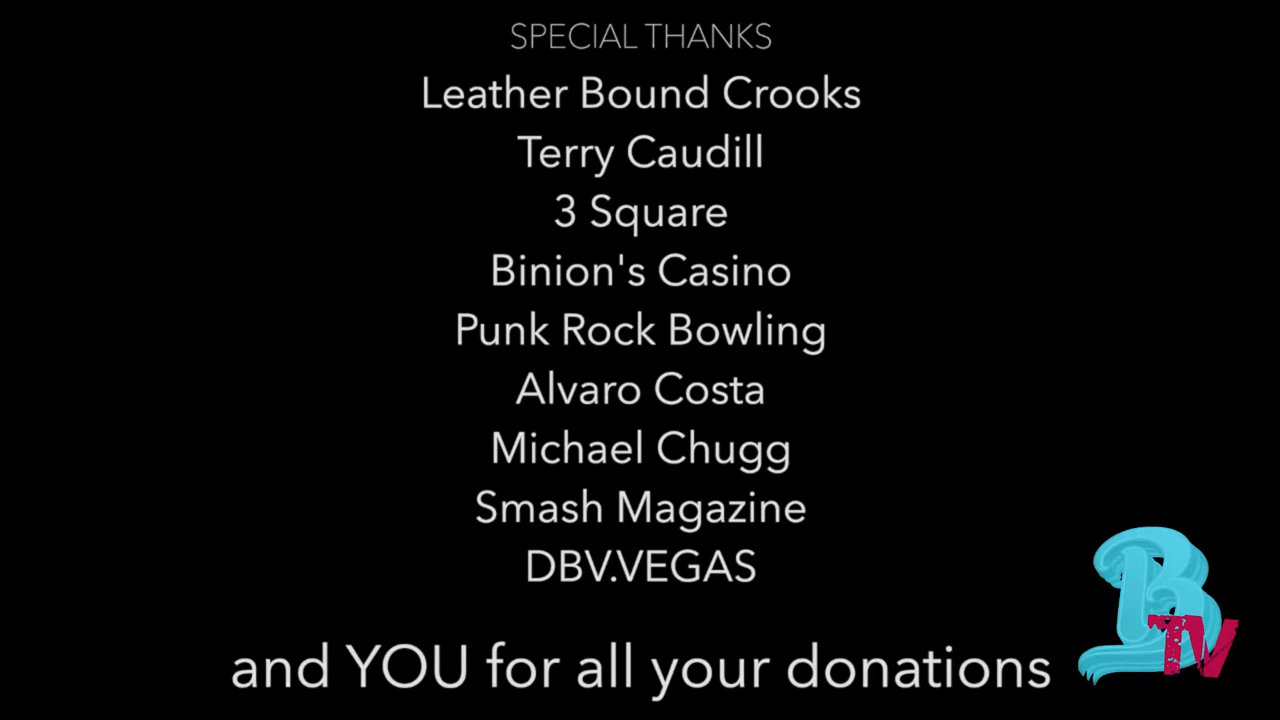 SPECIAL THANKS
Leather Bound Crooks
Terry Caudill
3 Square
Binion's Casino
Punk Rock Bowling
Alvaro Costa
Michael Chugg
Smash Magazine
DBV.VEGAS
and YOU for all your donations
B
TV